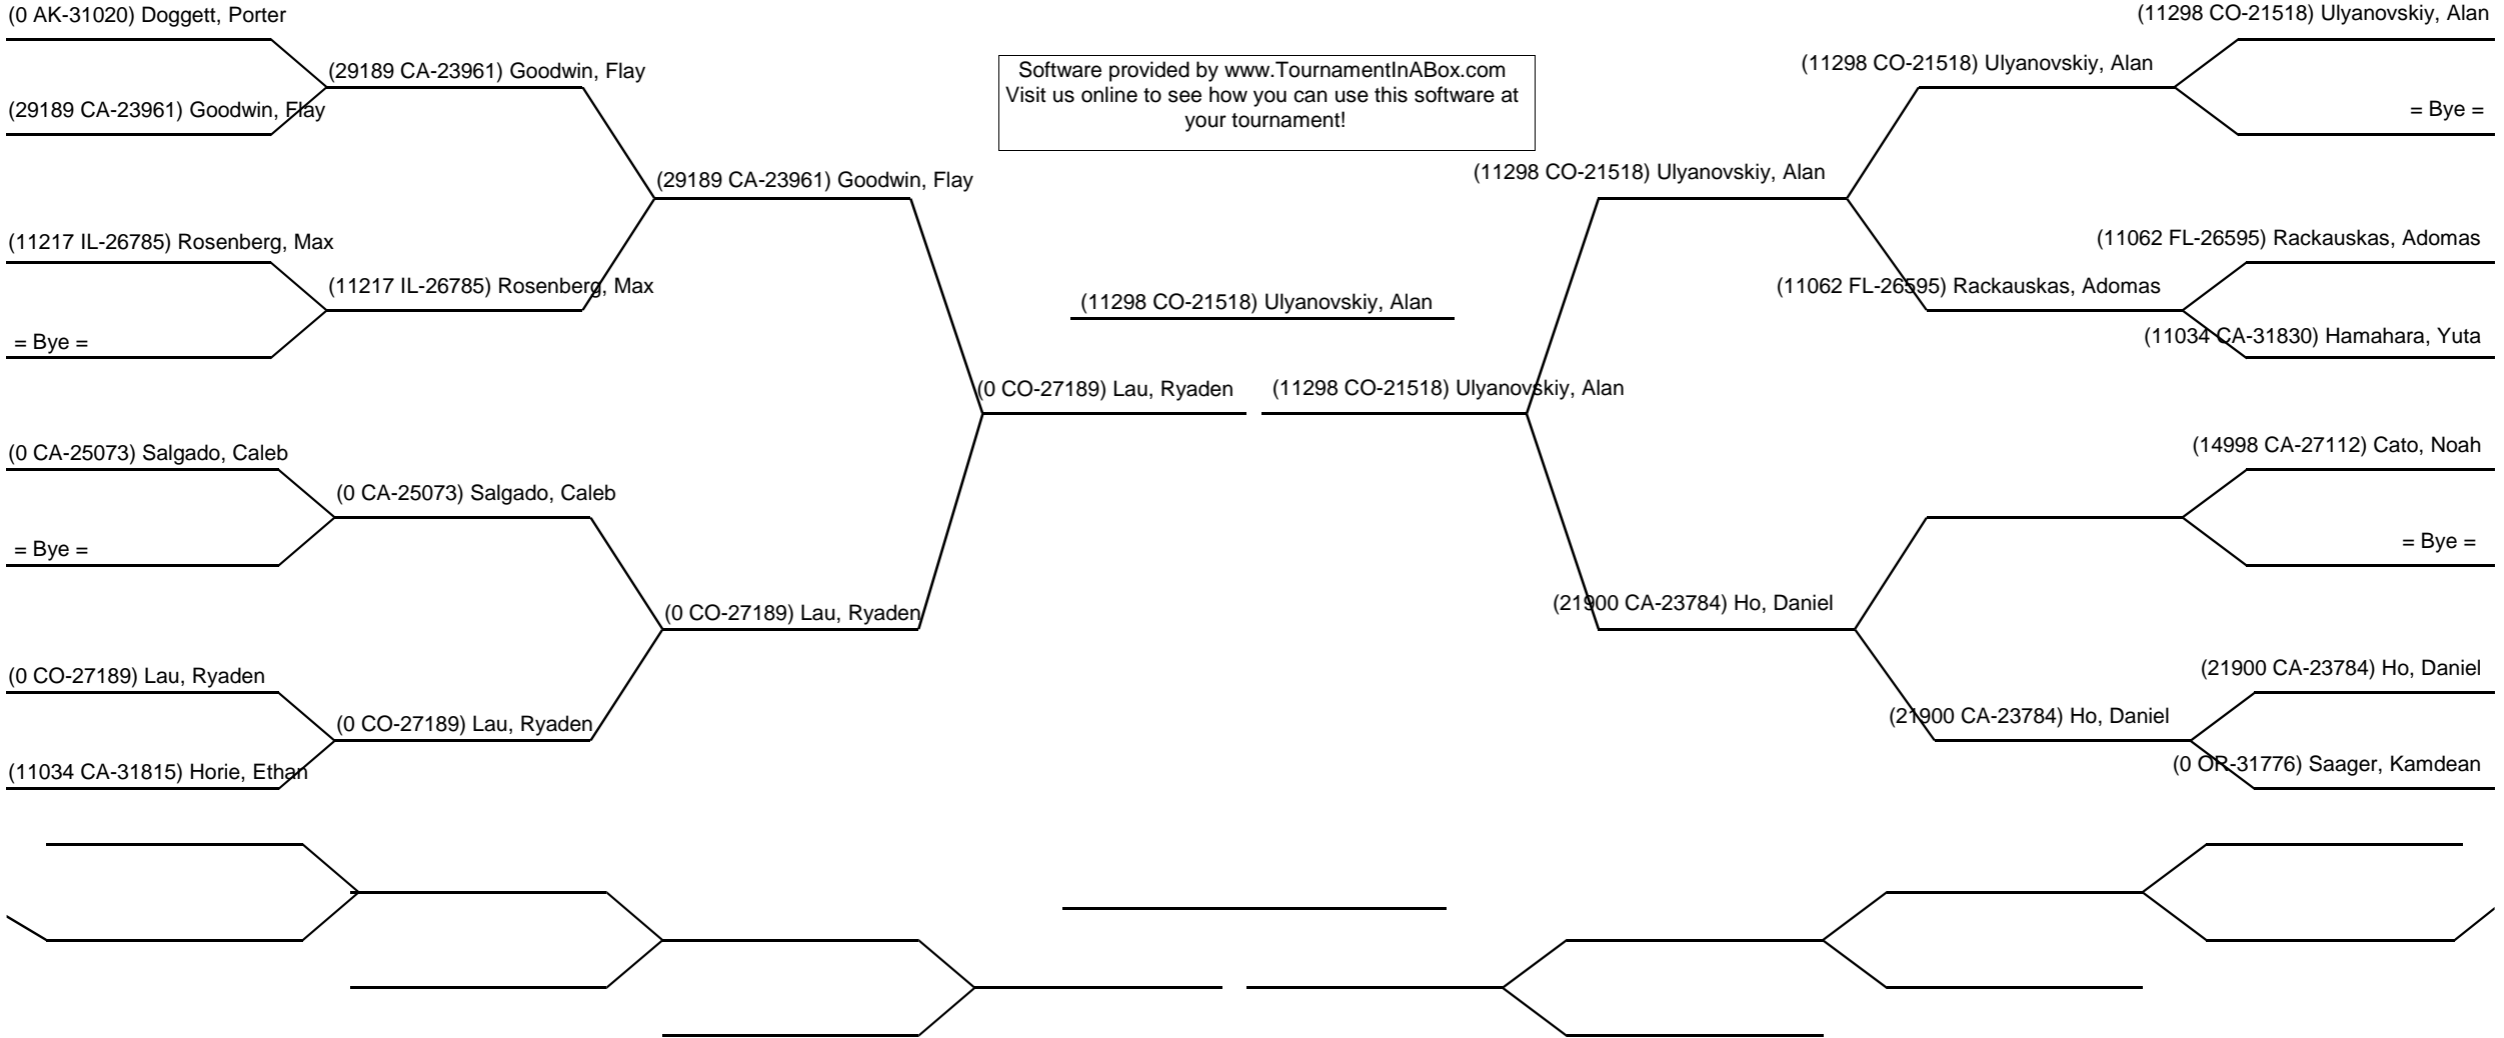 (0 AK-31020) Doggett, Porter
(29189 CA-23961) Goodwin, Flay
(29189 CA-23961) Goodwin, Flay
(29189 CA-23961) Goodwin, Flay
(11217 IL-26785) Rosenberg, Max
(11217 IL-26785) Rosenberg, Max
= Bye =
(0 CA-25073) Salgado, Caleb
(0 CA-25073) Salgado, Caleb
= Bye =
(0 CO-27189) Lau, Ryaden
(0 CO-27189) Lau, Ryaden
(0 CO-27189) Lau, Ryaden
(11034 CA-31815) Horie, Ethan
(0 CO-27189) Lau, Ryaden
Software provided by www.TournamentInABox.com
Visit us online to see how you can use this software at
your tournament!
(11298 CO-21518) Ulyanovskiy, Alan
(11298 CO-21518) Ulyanovskiy, Alan
(11298 CO-21518) Ulyanovskiy, Alan
(11298 CO-21518) Ulyanovskiy, Alan
(11298 CO-21518) Ulyanovskiy, Alan
= Bye =
(11062 FL-26595) Rackauskas, Adomas
(11062 FL-26595) Rackauskas, Adomas
(11034 CA-31830) Hamahara, Yuta
(14998 CA-27112) Cato, Noah
= Bye =
(21900 CA-23784) Ho, Daniel
(21900 CA-23784) Ho, Daniel
(21900 CA-23784) Ho, Daniel
(0 OR-31776) Saager, Kamdean